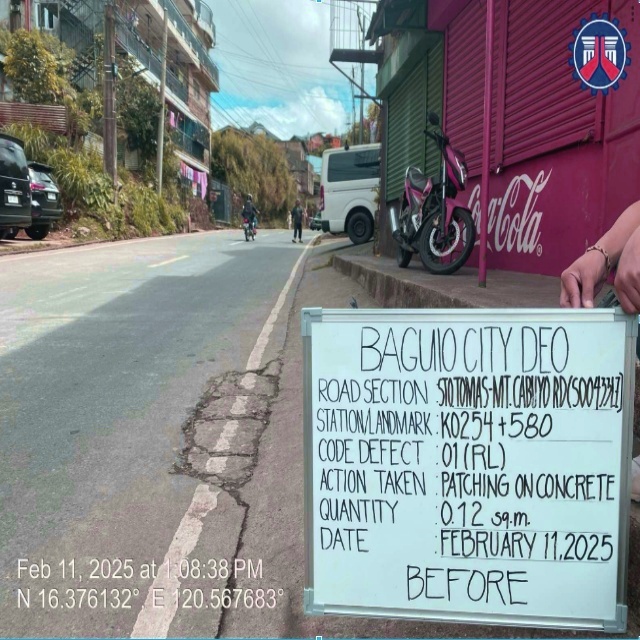 Coca-Cola
BAGUIO CITY DEO
ROAD SECTION : STO TOMAS-MT. CABUYO RD
STATION/LANDMARK : K0254+580
CODE DEFECT : 01 (RL)
ACTION TAKEN : PATCHING ON CONCRETE
QUANTITY : 0.12 sq.m.
DATE : FEBRUARY 11, 2025
BEFORE
Feb 11, 2025 at 1:08:38 PM
N 16.376132°, E 120.567683°